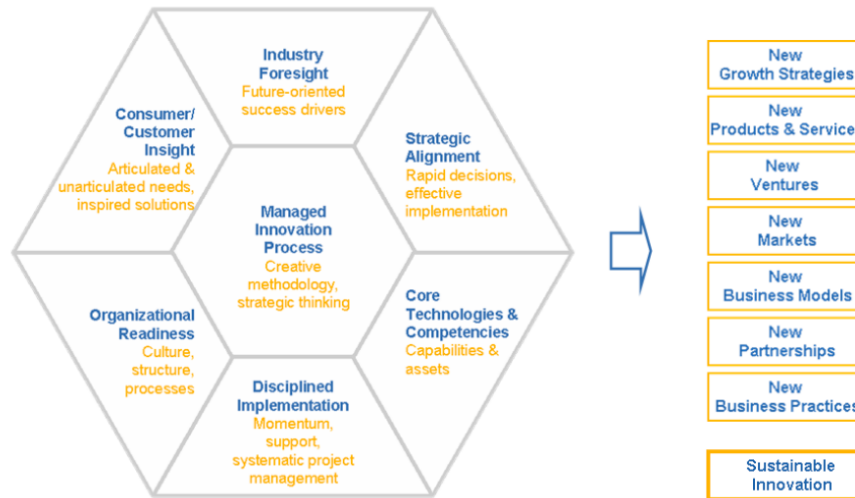 Industry
Foresight
Future-oriented
success drivers
Consumer/
Customer
Insight
Articulated &
unarticulated needs,
inspired solutions
Strategic
Alignment
Rapid decisions,
effective
implementation
Managed
Innovation
Process
Creative
methodology,
strategic thinking
Organizational
Readiness
Culture,
structure,
processes
Core
Technologies &
Competencies
Capabilities &
assets
Disciplined
Implementation
Momentum,
support,
systematic project
management
New
Growth Strategies
New
Products & Service
New
Ventures
New
Markets
New
Business Models
New
Partnerships
New
Business Practices
Sustainable
Innovation